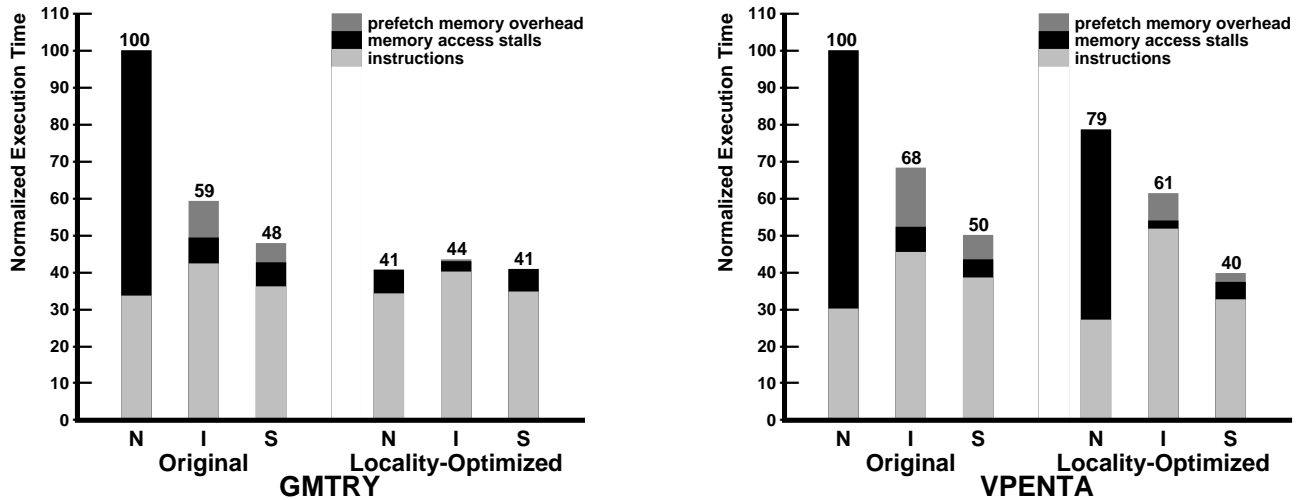 Normalized Execution Time
110
100
90
80
70
60
50
40
30
20
10
0
prefetch memory overhead
memory access stalls
instructions
100
59
48
41
44
41
N I S N I S
Original Locality-Optimized
GMTRY
Normalized Execution Time
110
100
90
80
70
60
50
40
30
20
10
0
prefetch memory overhead
memory access stalls
instructions
100
68
50
79
61
40
N I S N I S
Original Locality-Optimized
VPENTA